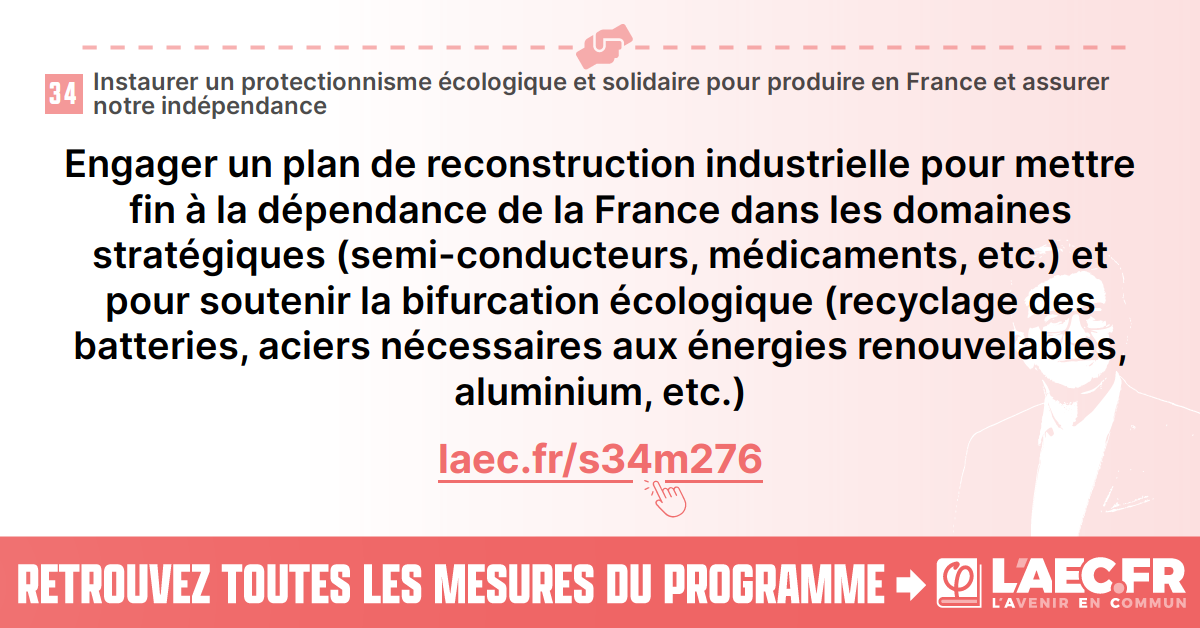 34
Instaurer un protectionnisme écologique et solidaire pour produire en France et assurer
notre indépendance
Engager un plan de reconstruction industrielle pour mettre
fin à la dépendance de la France dans les domaines
stratégiques (semi-conducteurs, médicaments, etc.) et
pour soutenir la bifurcation écologique (recyclage des
batteries, aciers nécessaires aux énergies renouvelables,
aluminium, etc.)
laec.fr/s34m276
RETROUVEZ TOUTES LES MESURES DU PROGRAMME
φ
L'AEC.FR
L'AVENIR EN COMMUN